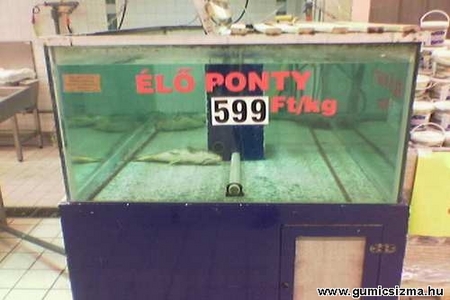 ÉLŐ PONTY
599 Ft/kg
www.gumicsizma.hu